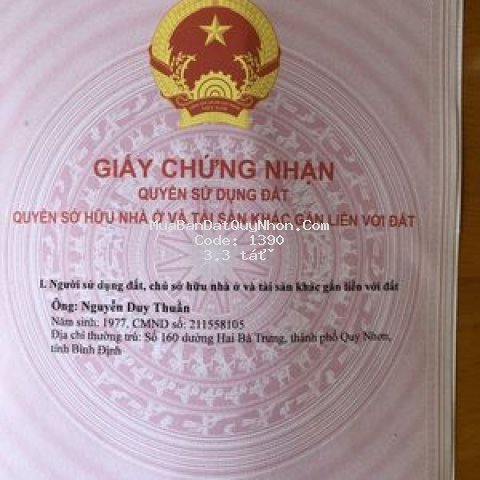 GIẤY CHỨNG NHẬN
QUYỀN SỬ DỤNG ĐẤT
QUYỀN SỞ HỮU NHÀ Ở VÀ TÀI SẢN KHÁC GẮN LIỀN VỚI ĐẤT
MuaBanDatQuyNhon.Com
Code: 1390
3.3 tá
I. Người sử dụng đất, chủ sở hữu nhà ở và tài sản khác gắn liền với đất
Ông: Nguyễn Duy Thuần
Năm sinh: 1977, CMND số: 211558105
Địa chỉ thường trú: Số 160 đường Hai Bà Trưng, thành phố Quy Nhơn,
tỉnh Bình Định